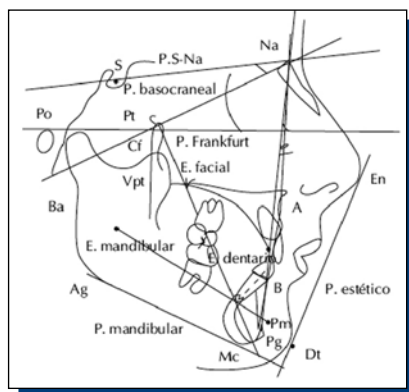 Na
S
P.S-Na
P. basocraneal
Po
Pt
P. Frankfurt
Cf
E. facial
Vpt
En
Ba
A
E. mandibular
E. dentario
Ag
B
P. estético
P. mandibular
Pm
Pg
Mc
Dt